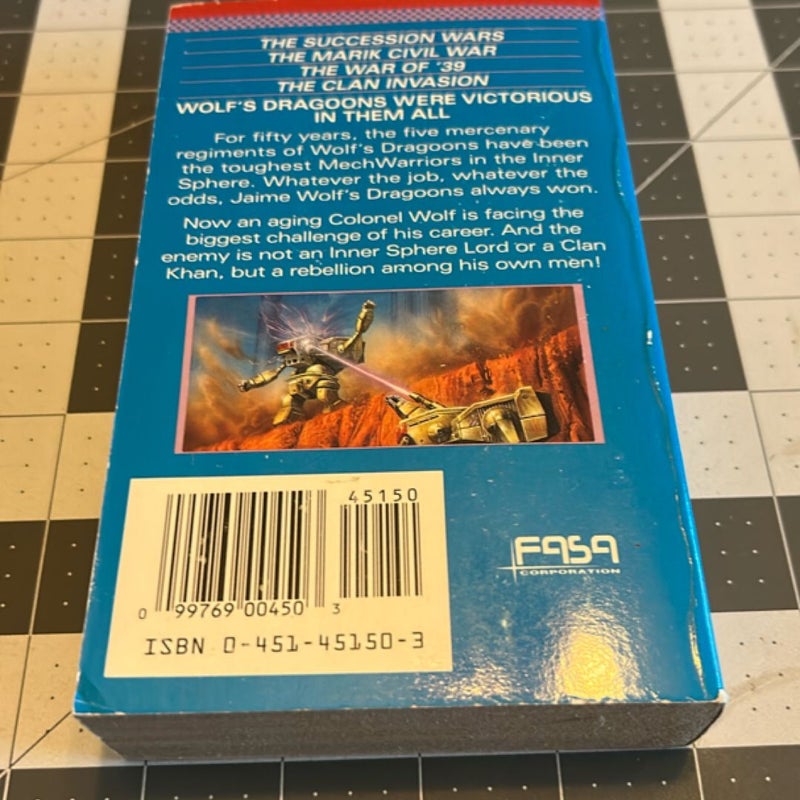 THE SUCCESSION WARS
THE MARIK CIVIL WAR
THE WAR OF '39
THE CLAN INVASION
WOLF'S DRAGOONS WERE VICTORIOUS
IN THEM ALL
For fifty years, the five mercenary
regiments of Wolf's Dragoons have been
the toughest MechWarriors in the Inner
Sphere. Whatever the job, whatever the
odds, Jaime Wolf's Dragoons always won.
Now an aging Colonel Wolf is facing the
biggest challenge of his career. And the
enemy is not an Inner Sphere Lord or a Clan
Khan, but a rebellion among his own men!
45150
0 99769 00450 3
ISBN 0-451-45150-3
FASA
CORPORATION